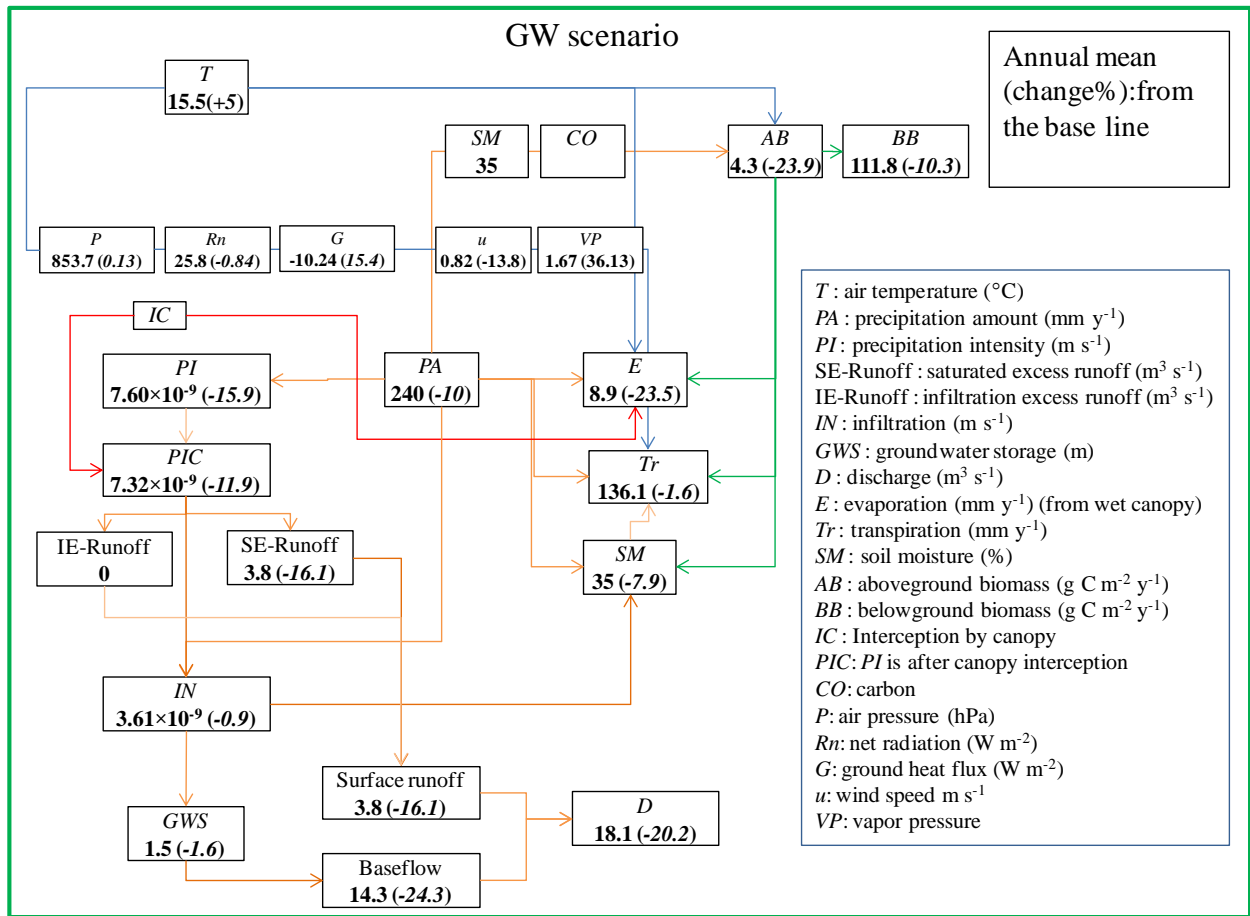 GW scenario
Annual mean
(change%):from
the base line
T
15.5(+5)
SM
35
CO
AB
4.3 (-23.9)
BB
111.8 (-10.3)
P
853.7 (0.13)
Rn
25.8 (-0.84)
G
-10.24 (15.4)
u
0.82 (-13.8)
VP
1.67 (36.13)
IC
PI
7.60×10⁻⁹ (-15.9)
PA
240 (-10)
E
8.9 (-23.5)
PIC
7.32×10⁻⁹ (-11.9)
Tr
136.1 (-1.6)
IE-Runoff
0
SE-Runoff
3.8 (-16.1)
SM
35 (-7.9)
IN
3.61×10⁻⁹ (-0.9)
Surface runoff
3.8 (-16.1)
D
18.1 (-20.2)
GWS
1.5 (-1.6)
Baseflow
14.3 (-24.3)
T : air temperature (°C)
PA : precipitation amount (mm y⁻¹)
PI : precipitation intensity (m s⁻¹)
SE-Runoff : saturated excess runoff (m³ s⁻¹)
IE-Runoff : infiltration excess runoff (m³ s⁻¹)
IN : infiltration (m s⁻¹)
GWS : groundwater storage (m)
D : discharge (m³ s⁻¹)
E : evaporation (mm y⁻¹) (from wet canopy)
Tr : transpiration (mm y⁻¹)
SM : soil moisture (%)
AB : aboveground biomass (g C m⁻² y⁻¹)
BB : belowground biomass (g C m⁻² y⁻¹)
IC : Interception by canopy
PIC: PI is after canopy interception
CO: carbon
P: air pressure (hPa)
Rn: net radiation (W m⁻²)
G: ground heat flux (W m⁻²)
u: wind speed m s⁻¹
VP: vapor pressure